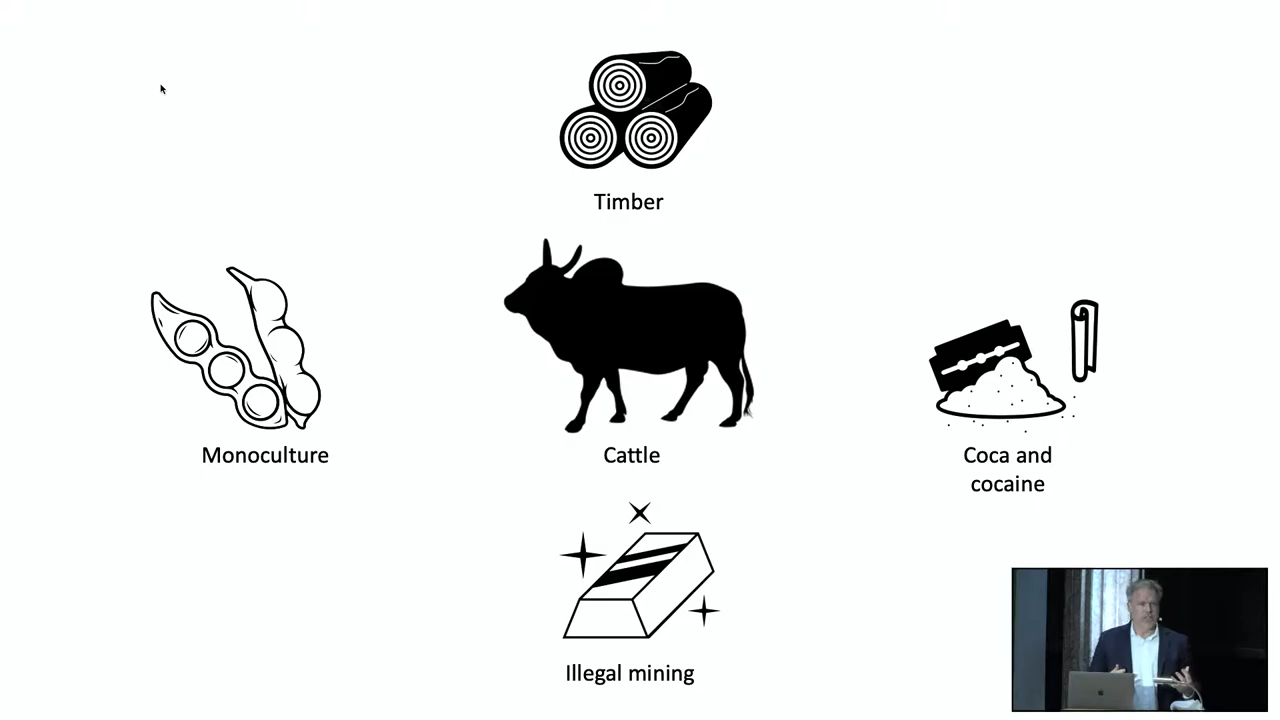 Timber
Monoculture
Cattle
Coca and
cocaine
Illegal mining